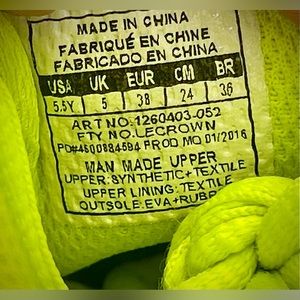 MADE IN CHINA
FABRIQUÉ EN CHINE
FABRICADO EN CHINA
USA UK EUR CM BR
5.5Y 5 38 24 36
ART NO: 1260403-052
FTY NO: LECROWN
PO#4500884594 PROD MO 01/2016
MAN MADE UPPER
UPPER: SYNTHETIC+TEXTILE
UPPER LINING: TEXTILE
OUTSOLE: EVA+RUBB